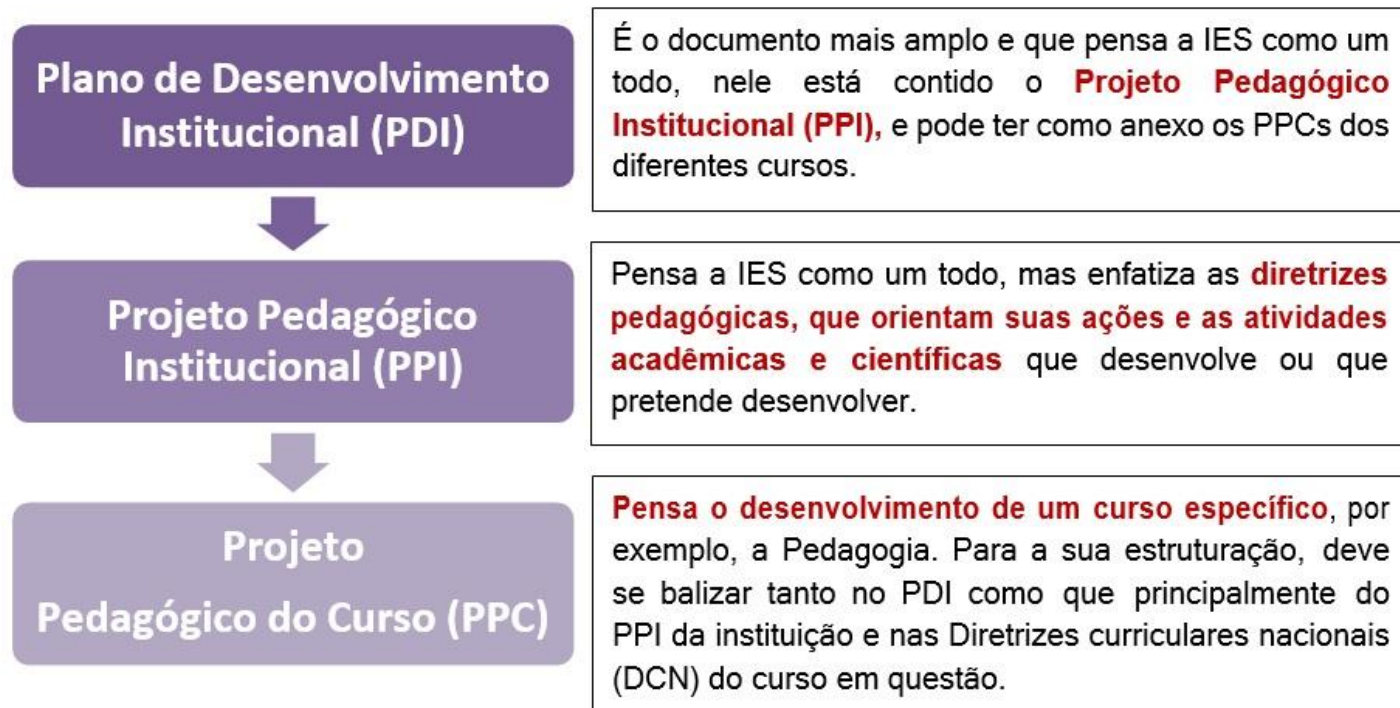 Plano de Desenvolvimento
Institucional (PDI)
É o documento mais amplo e que pensa a IES como um
todo, nele está contido o Projeto Pedagógico
Institucional (PPI), e pode ter como anexo os PPCs dos
diferentes cursos.
Projeto Pedagógico
Institucional (PPI)
Pensa a IES como um todo, mas enfatiza as diretrizes
pedagógicas, que orientam suas ações e as atividades
acadêmicas e científicas que desenvolve ou que
pretende desenvolver.
Projeto
Pedagógico do Curso (PPC)
Pensa o desenvolvimento de um curso específico, por
exemplo, a Pedagogia. Para a sua estruturação, deve
se balizar tanto no PDI como que principalmente do
PPI da instituição e nas Diretrizes curriculares nacionais
(DCN) do curso em questão.